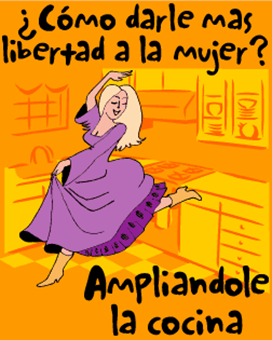 ¿Cómo darle mas
libertad a la mujer?
Ampliandole
la cocina